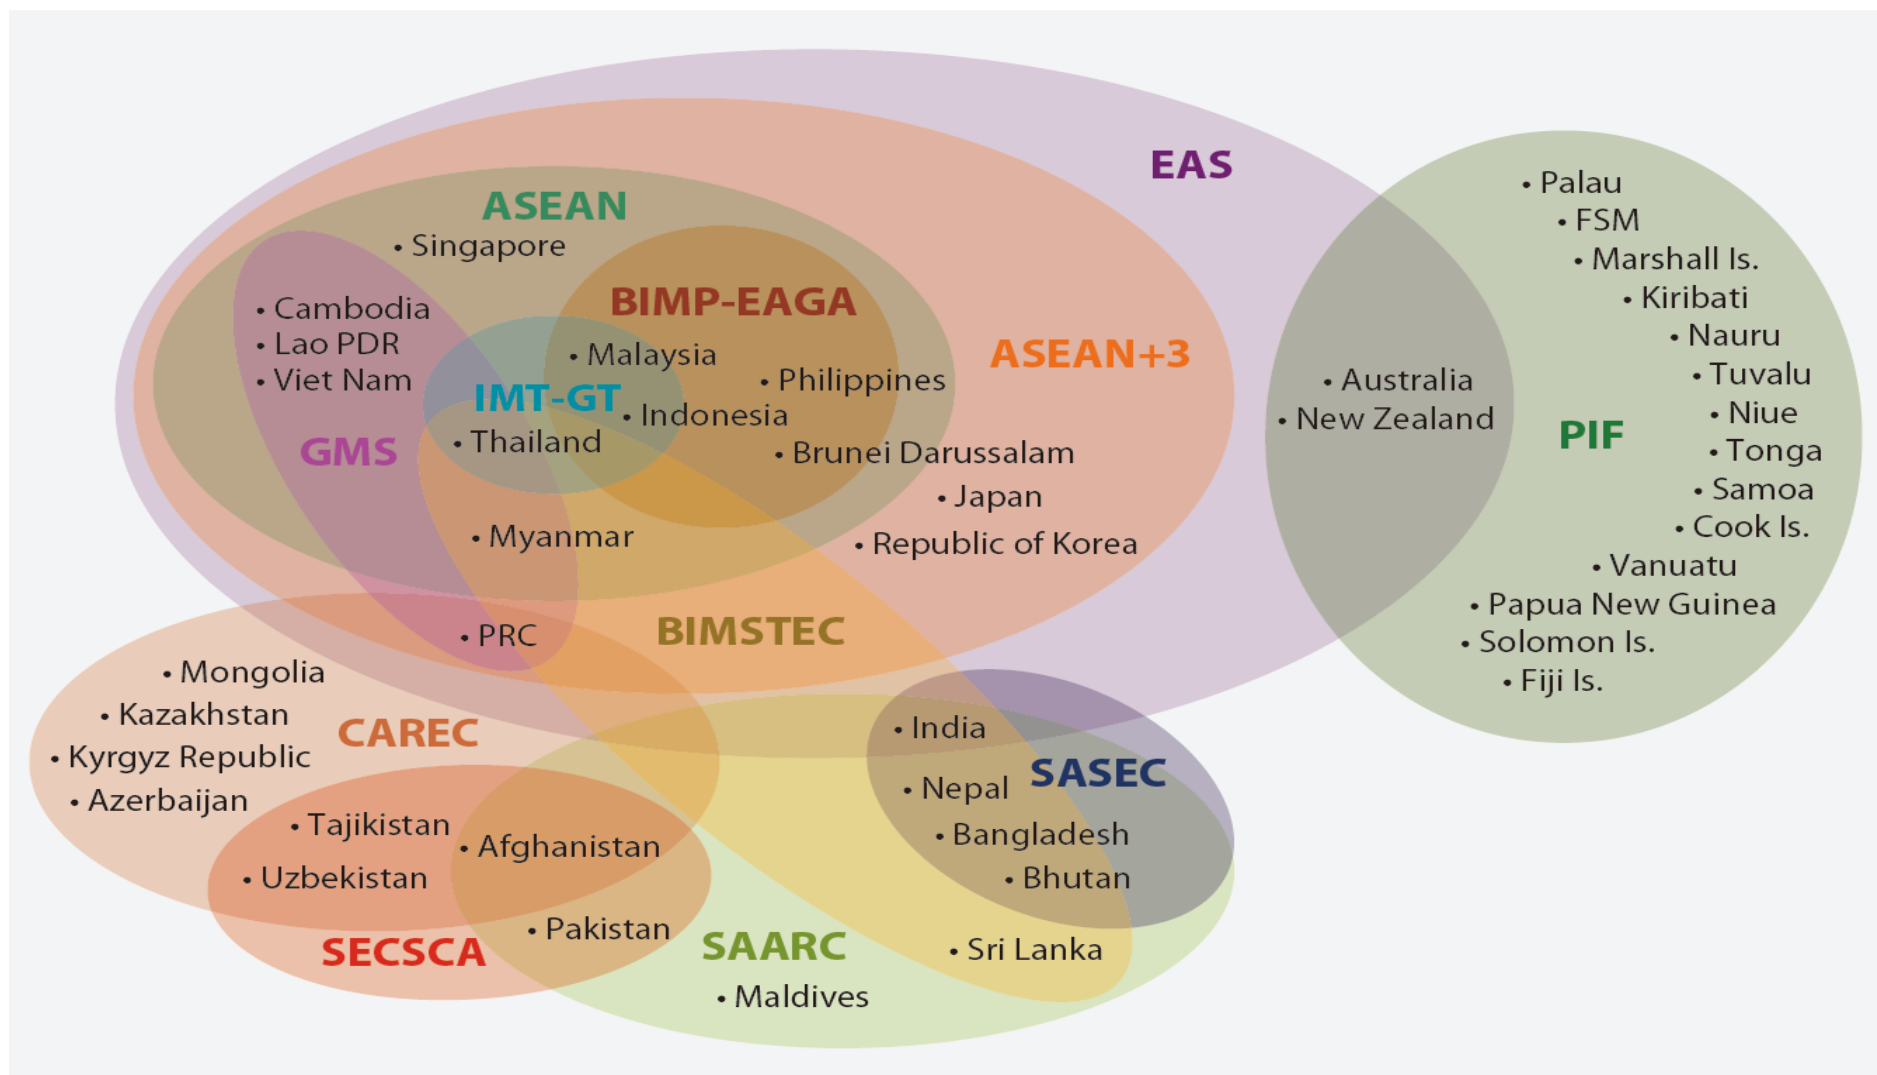 EAS
ASEAN
• Singapore
BIMP-EAGA
• Cambodia
• Lao PDR
• Viet Nam
GMS
IMT-GT
• Malaysia
• Philippines
• Indonesia
• Thailand
• Brunei Darussalam
ASEAN+3
• Japan
• Republic of Korea
• Myanmar
• PRC
BIMSTEC
• Australia
• New Zealand
PIF
• Palau
• FSM
• Marshall Is.
• Kiribati
• Nauru
• Tuvalu
• Niue
• Tonga
• Samoa
• Cook Is.
• Vanuatu
• Papua New Guinea
• Solomon Is.
• Fiji Is.
• Mongolia
• Kazakhstan
• Kyrgyz Republic
• Azerbaijan
CAREC
• Tajikistan
• Uzbekistan
• Afghanistan
• Pakistan
SECSCA
SAARC
• Maldives
• India
SASEC
• Nepal
• Bangladesh
• Bhutan
• Sri Lanka